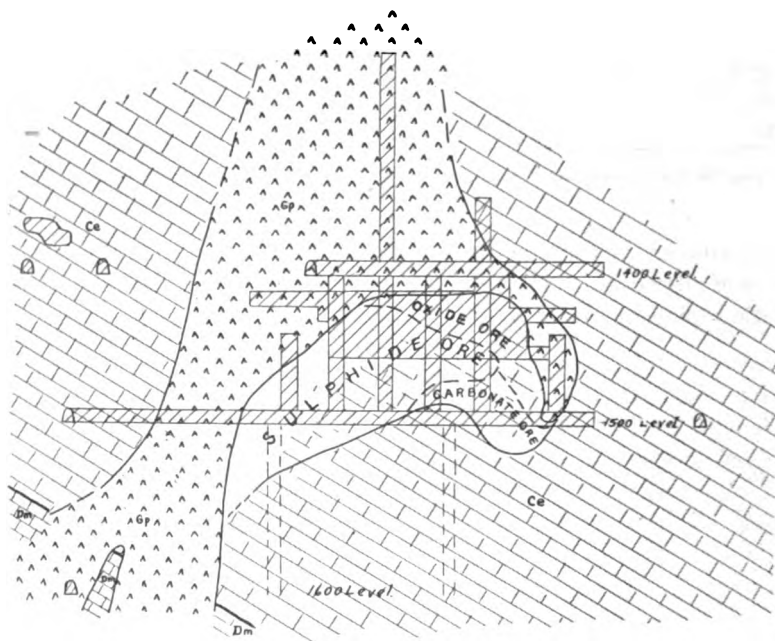 Gp
Ce
1400 Level
OXIDE ORE
SULPHIDE ORE
CARBONATE ORE
1500 Level
Ce
Dm
Gp
Dm
1600 Level
Dm